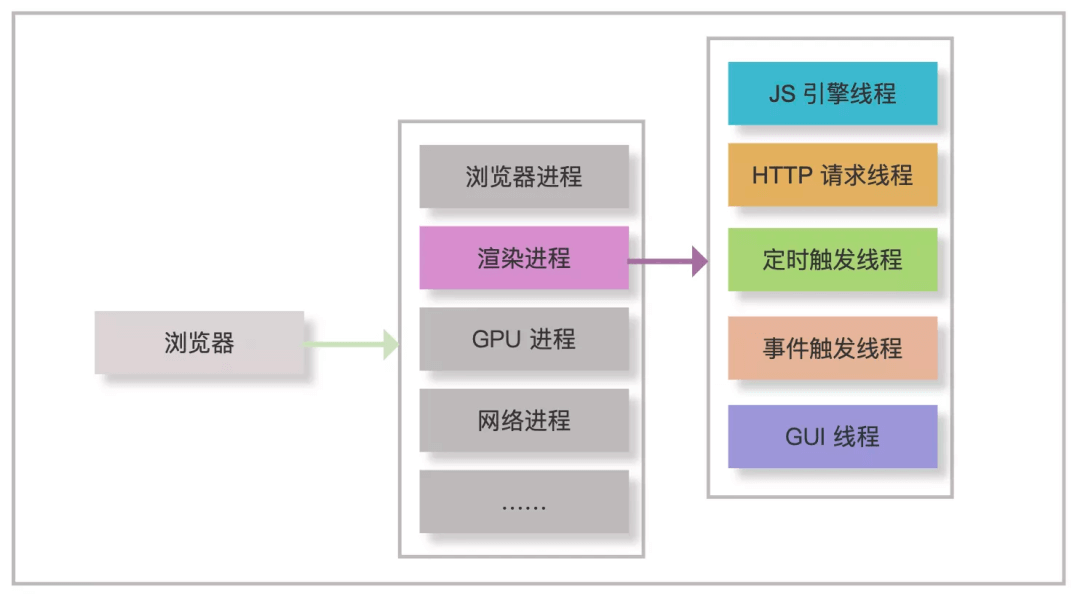 浏览器
浏览器进程
渲染进程
GPU 进程
网络进程
……
JS 引擎线程
HTTP 请求线程
定时触发线程
事件触发线程
GUI 线程